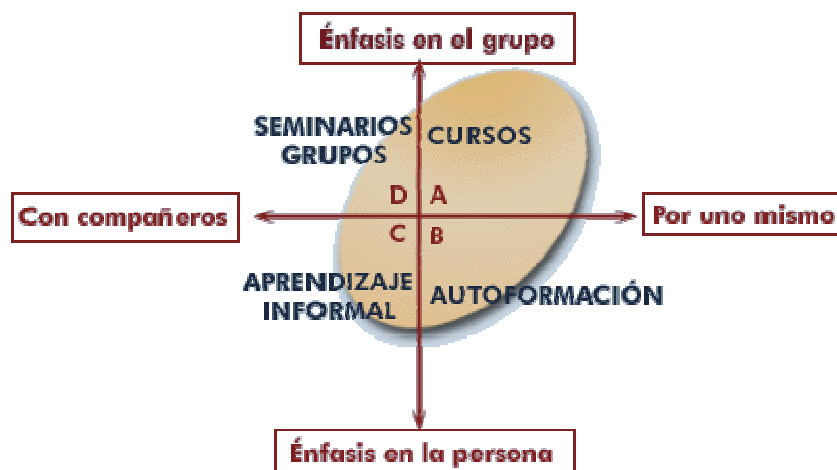 Énfasis en el grupo
SEMINARIOS
GRUPOS
CURSOS
D A
Con compañeros
Por uno mismo
C B
APRENDIZAJE
INFORMAL
AUTOFORMACIÓN
Énfasis en la persona